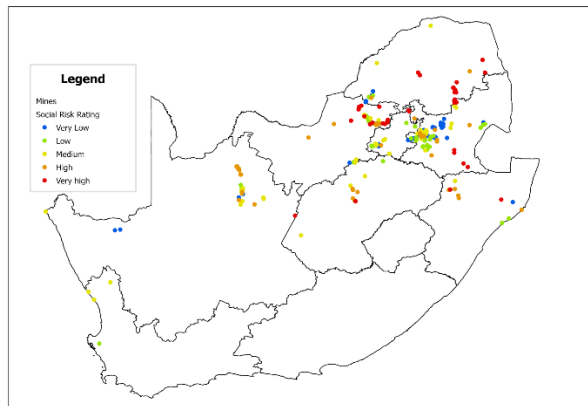 Legend
Mines
Social Risk Rating
Very Low
Low
Medium
High
Very high